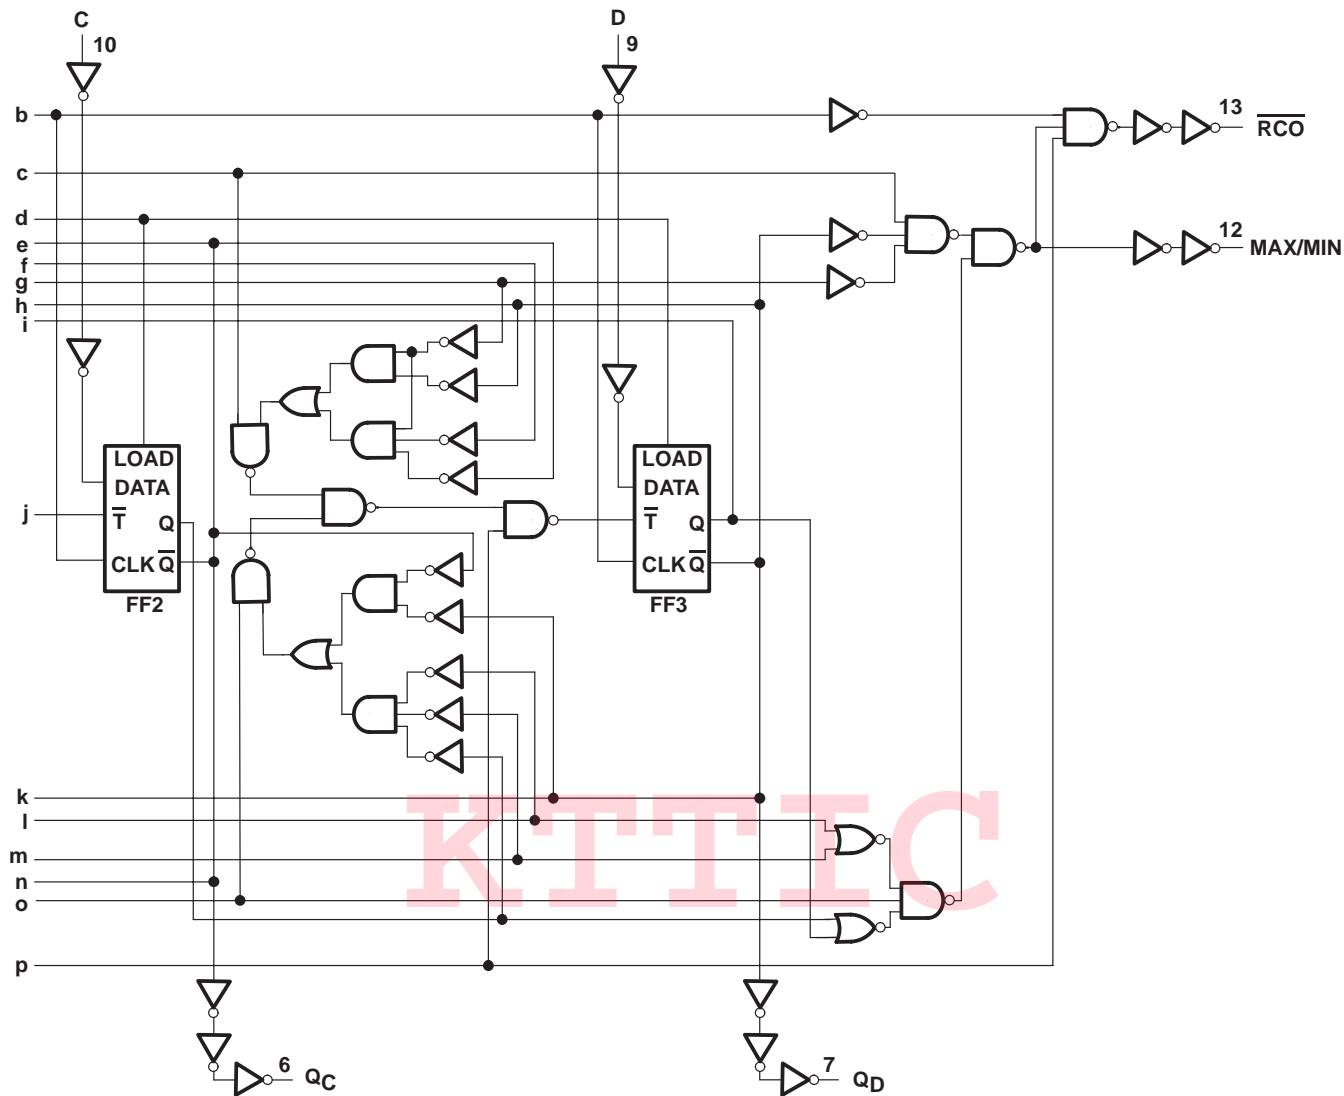 C
10
D
9
b
13
RCO
c
d
e
12
MAX/MIN
f
g
h
i
LOAD
DATA
T Q
CLK Q
FF2
LOAD
DATA
T Q
CLK Q
FF3
j
k
l
m
n
o
p
KTTIC
6
QC
7
QD